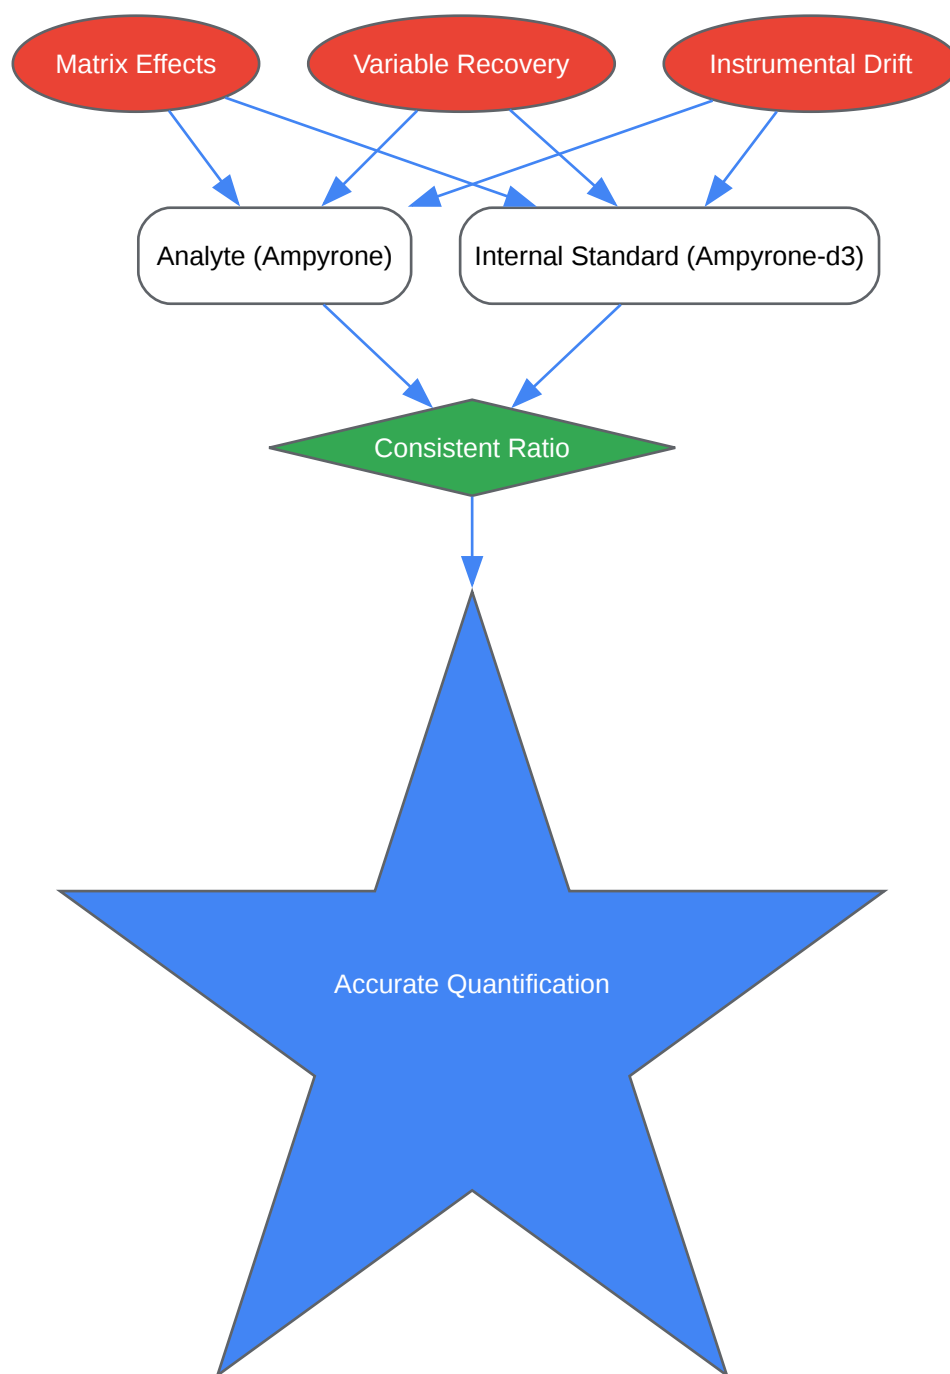 Matrix Effects
Variable Recovery
Instrumental Drift
Analyte (Ampyrone)
Internal Standard (Ampyrone-d3)
Consistent Ratio
Accurate Quantification